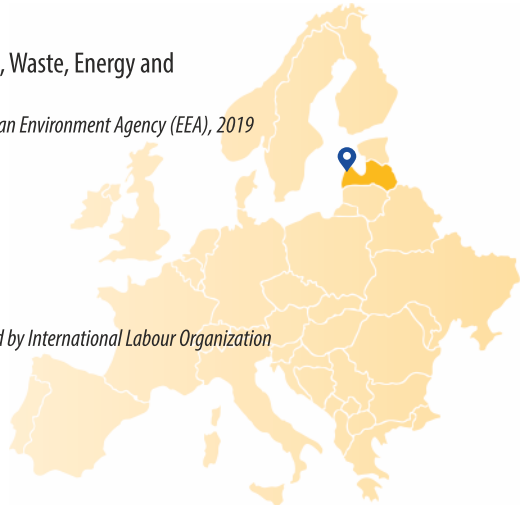 , Waste, Energy and
an Environment Agency (EEA), 2019
d by International Labour Organization